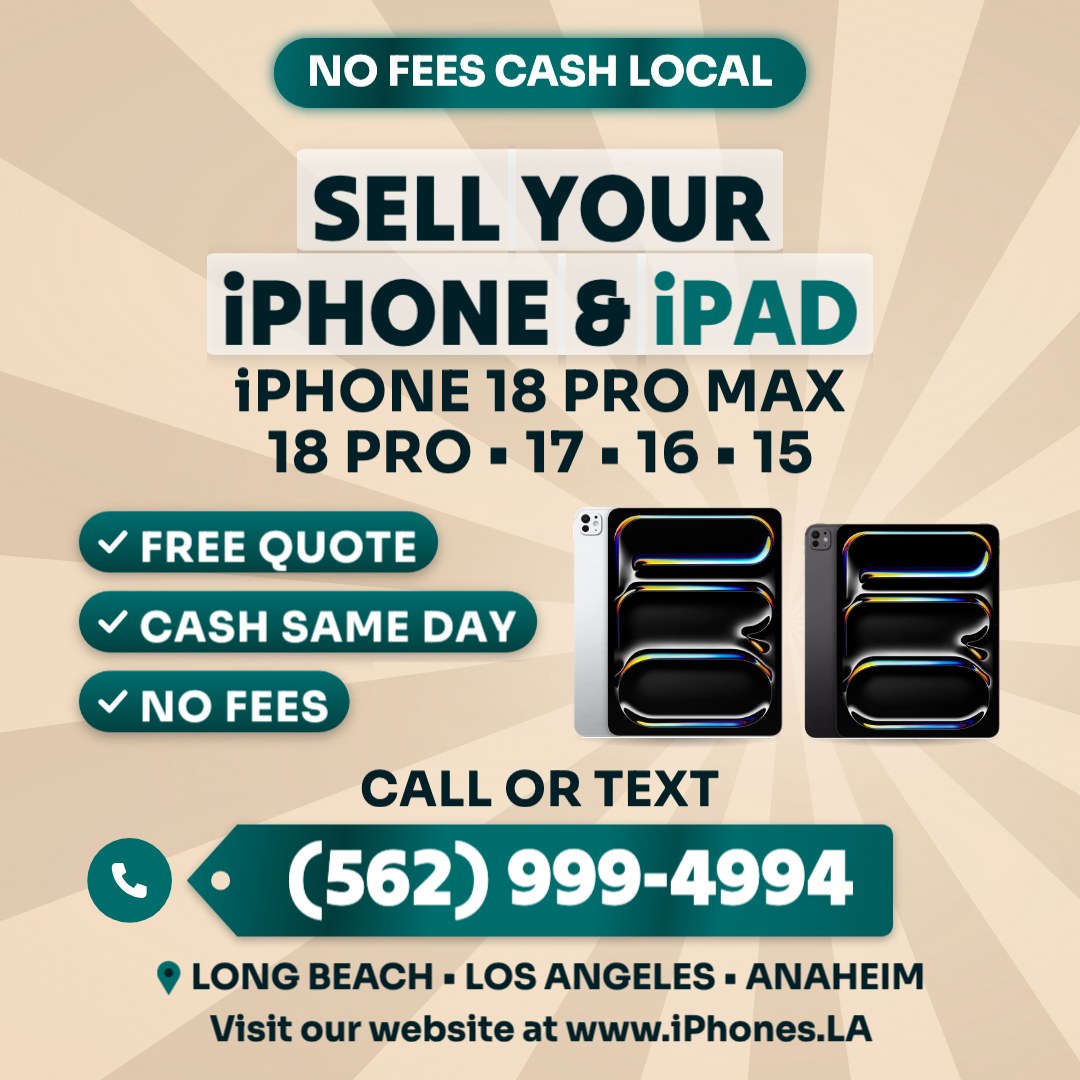 NO FEES CASH LOCAL
SELL YOUR
iPHONE & iPAD
iPHONE 18 PRO MAX
18 PRO ▪ 17 ▪ 16 ▪ 15
FREE QUOTE
CASH SAME DAY
NO FEES
CALL OR TEXT
(562) 999-4994
LONG BEACH ▪ LOS ANGELES ▪ ANAHEIM
Visit our website at www.iPhones.LA